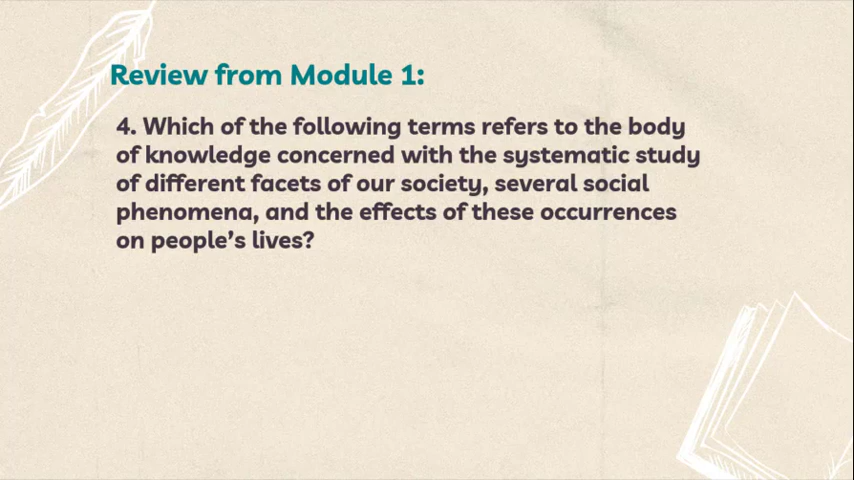 Review from Module 1:
4. Which of the following terms refers to the body
of knowledge concerned with the systematic study
of different facets of our society, several social
phenomena, and the effects of these occurrences
on people’s lives?